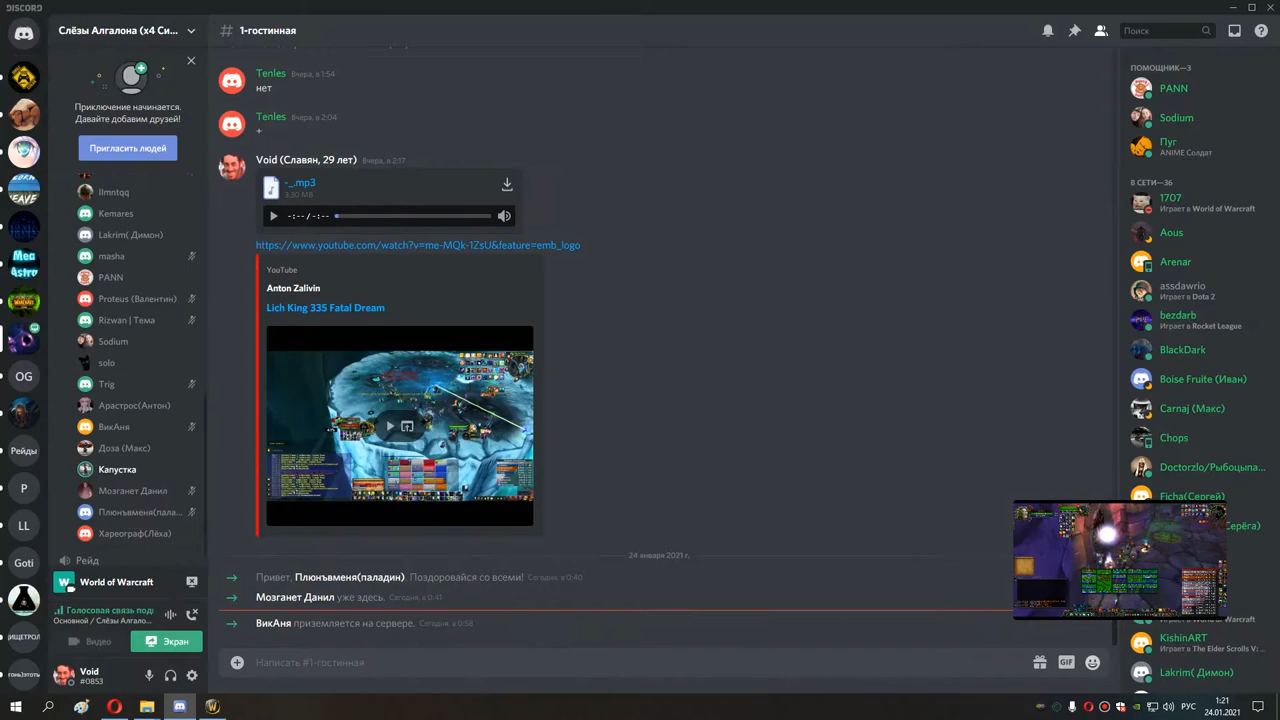 DISCORD
Слёзы Алгалона (x4 Си...
# 1-гостинная
Поиск
Приключение начинается.
Давайте добавим друзей!
Пригласить людей
llmntqq
Kemares
Lakrim( Димон)
masha
PANN
Proteus (Валентин)
Rizwan | Тема
Sodium
solo
Trig
Арастрос(Антон)
ВикАня
Доза (Макс)
Капустка
Мозганет Данил
Плюнъвменя(пала...
Хареограф(Лёха)
Рейд
World of Warcraft
Голосовая связь подк
Основной / Слёзы Алгало...
Видео
Экран
Void
#0853
OG
Рейды
P
LL
Goti
Tenles Вчера, в 1:54
нет
Tenles Вчера, в 2:04
+
Void (Славян, 29 лет) Вчера, в 2:17
-_.mp3
3.30 MB
-:-- / -:--
https://www.youtube.com/watch?v=me-MQk-1ZsU&feature=emb_logo
YouTube
Anton Zalivin
Lich King 335 Fatal Dream
24 января 2021 г.
Привет, Плюнъвменя(паладин). Поздоровайся со всеми! Сегодня, в 0:40
Мозганет Данил уже здесь.
ВикАня приземляется на сервере. Сегодня, в 0:58
Написать #1-гостинная
GIF
ПОМОЩНИК—3
PANN
Sodium
Пуг
ANIME Солдат
В СЕТИ—36
1707
Играет в World of Warcraft
Aous
Arenar
assdawrio
Играет в Dota 2
bezdarb
Играет в Rocket League
BlackDark
Boise Fruite (Иван)
Carnaj (Макс)
Chops
Doctorzlo/Рыбоцыпа...
Ficha(Сергей)
KishinART
Играет в The Elder Scrolls V: ...
Lakrim( Димон)
РУС
1:21
24.01.2021